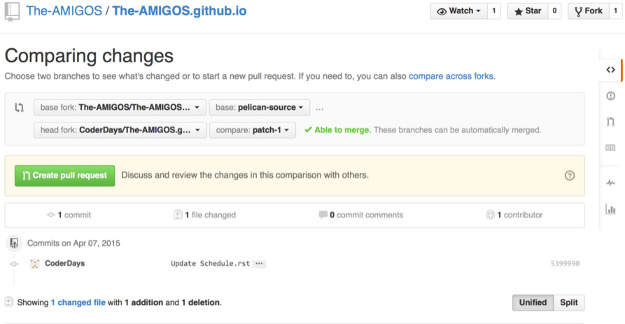 The-AMIGOS / The-AMIGOS.github.io
Watch 1 Star 0 Fork 1
Comparing changes
Choose two branches to see what's changed or to start a new pull request. If you need to, you can also compare across forks.
base fork: The-AMIGOS/The-AMIGOS... base: pelican-source ...
head fork: CoderDays/The-AMIGOS.g... compare: patch-1 ✓ Able to merge. These branches can be automatically merged.
Create pull request Discuss and review the changes in this comparison with others.
1 commit 1 file changed 0 commit comments 1 contributor
Commits on Apr 07, 2015
CoderDays Update Schedule.rst ... 5399990
Showing 1 changed file with 1 addition and 1 deletion. Unified Split